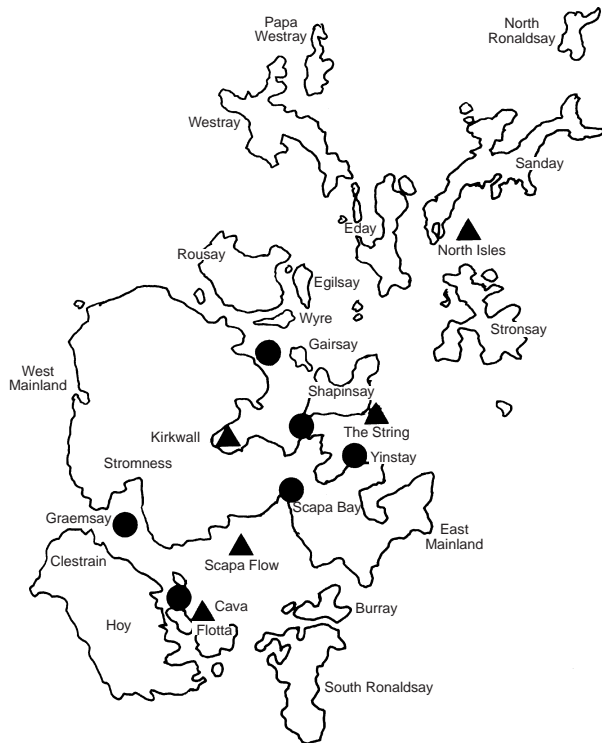 Papa
Westray
North
Ronaldsay
Westray
Sanday
Eday
North Isles
Rousay
Egilsay
Wyre
Stronsay
Gairsay
West
Mainland
Shapinsay
Kirkwall
The String
Stromness
Yinstay
Scapa Bay
Graemsay
East
Mainland
Clestrain
Scapa Flow
Cava
Burray
Hoy
Flotta
South Ronaldsay